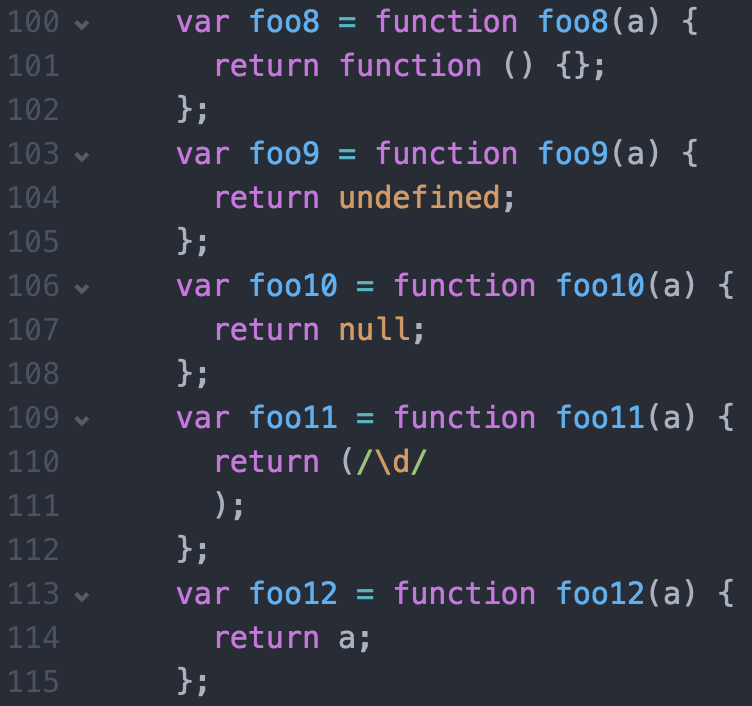 100 var foo8 = function foo8(a) {
101 return function () {};
102 };
103 var foo9 = function foo9(a) {
104 return undefined;
105 };
106 var foo10 = function foo10(a) {
107 return null;
108 };
109 var foo11 = function foo11(a) {
110 return (/\d/
111 );
112 };
113 var foo12 = function foo12(a) {
114 return a;
115 };